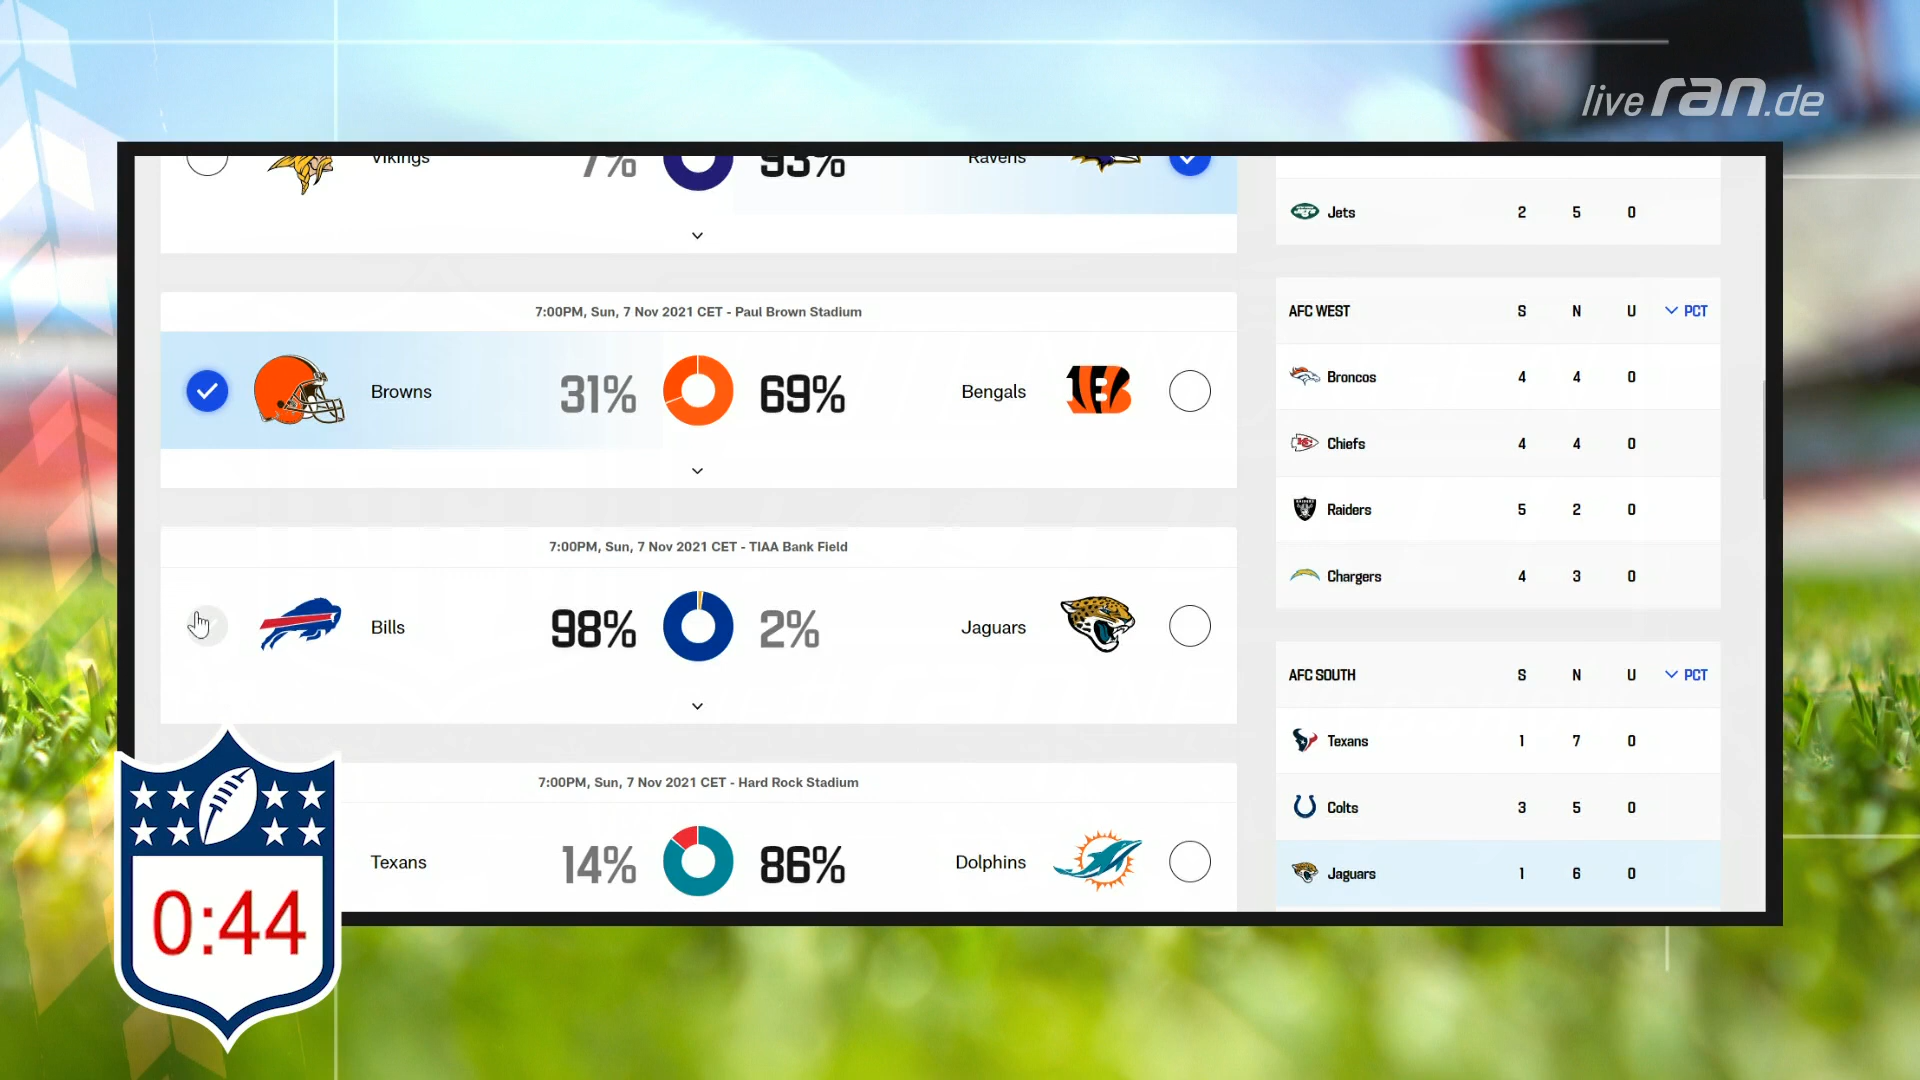 live ran.de
Vikings 7% 93% Ravens
7:00PM, Sun, 7 Nov 2021 CET - Paul Brown Stadium
Browns 31% 69% Bengals
7:00PM, Sun, 7 Nov 2021 CET - TIAA Bank Field
Bills 98% 2% Jaguars
7:00PM, Sun, 7 Nov 2021 CET - Hard Rock Stadium
Texans 14% 86% Dolphins
Jets 2 5 0
AFC WEST S N U PCT
Broncos 4 4 0
Chiefs 4 4 0
Raiders 5 2 0
Chargers 4 3 0
AFC SOUTH S N U PCT
Texans 1 7 0
Colts 3 5 0
Jaguars 1 6 0
0:44